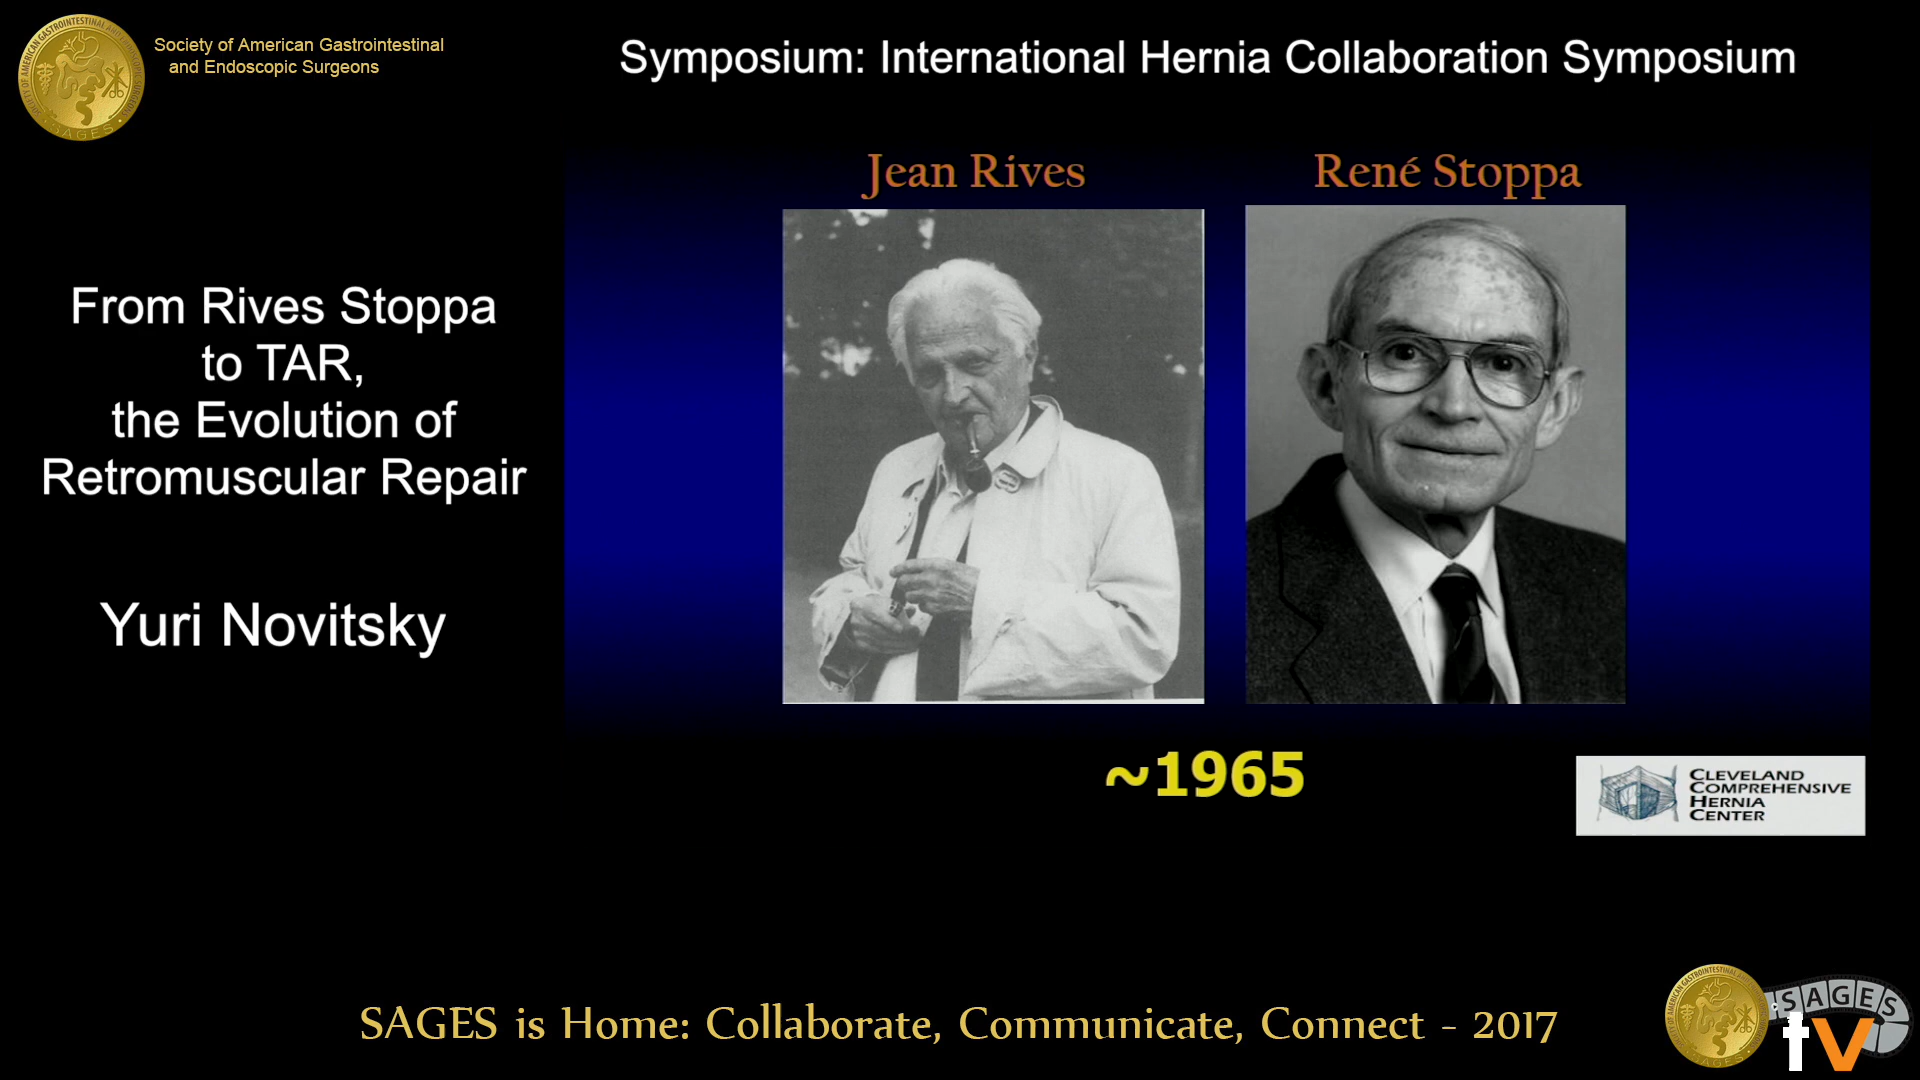 Society of American Gastrointestinal
and Endoscopic Surgeons
Symposium: International Hernia Collaboration Symposium
Jean Rives
René Stoppa
From Rives Stoppa
to TAR,
the Evolution of
Retromuscular Repair
Yuri Novitsky
~1965
CLEVELAND
COMPREHENSIVE
HERNIA
CENTER
SAGES is Home: Collaborate, Communicate, Connect - 2017
SAGES
tv